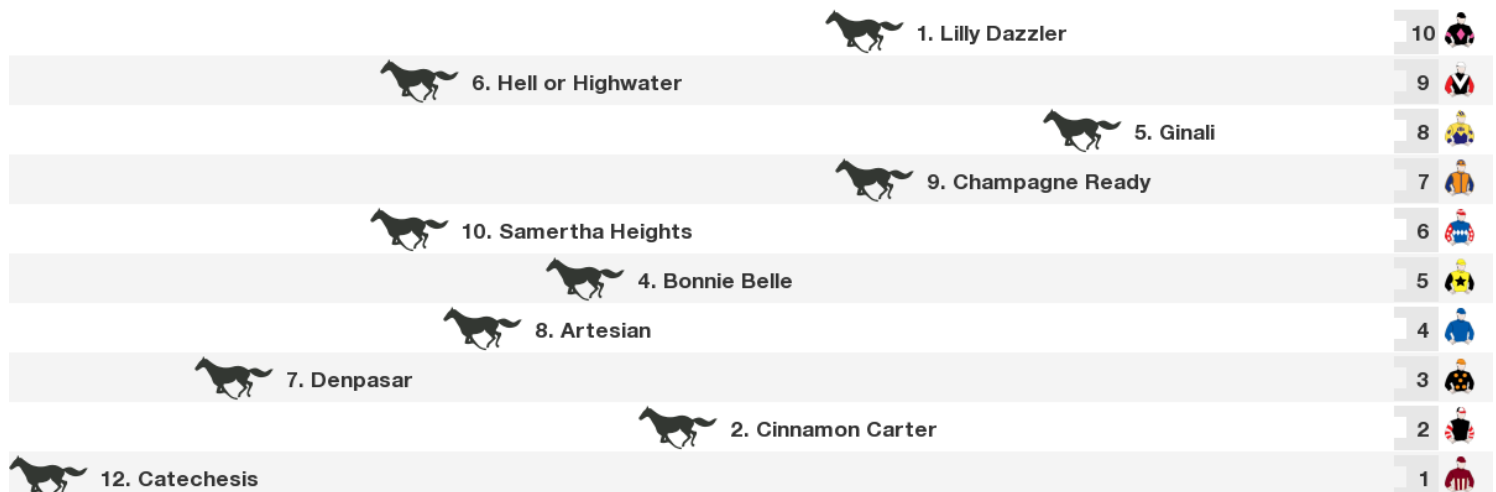 1. Lilly Dazzler 10
6. Hell or Highwater 9
5. Ginali 8
9. Champagne Ready 7
10. Samertha Heights 6
4. Bonnie Belle 5
8. Artesian 4
7. Denpasar 3
2. Cinnamon Carter 2
12. Catechesis 1